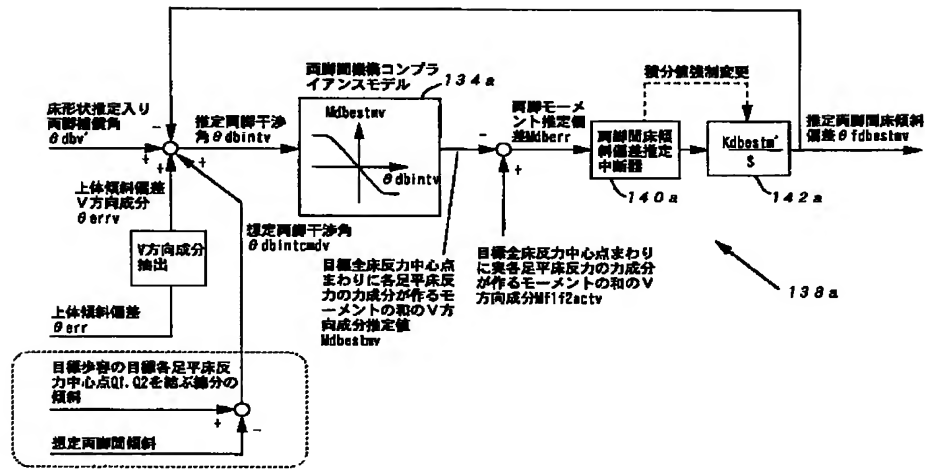 両脚間機構コンプラ
イアンスモデル
134a
積分値強制変更
床形状推定入り
両脚補償角
θdbv'
推定両脚干渉
角θdbintv
Mdbestmv
θdbintv
両脚モーメ
ント推定偏
差Mdberr
両脚間床傾
斜偏差推定
中断器
140a
Kdbestm"
S
142a
推定両脚間床傾斜
偏差θfdbestmv
上体傾斜偏差
V方向成分
θerrv
V方向成分
抽出
想定両脚干渉角
θdbintcmdv
目標全床反力中心点
まわりに各足平床反
力の力成分が作るモ
ーメントの和のV方
向成分推定値
Mdbestmv
目標全床反力中心点まわり
に実各足平床反力の力成分
が作るモーメントの和のV
方向成分Mf1f2actv
138a
上体傾斜偏差
θerr
目標歩容の目標各足平床反
力中心点Q1,Q2を結ぶ線分の
傾斜
想定両脚間傾斜